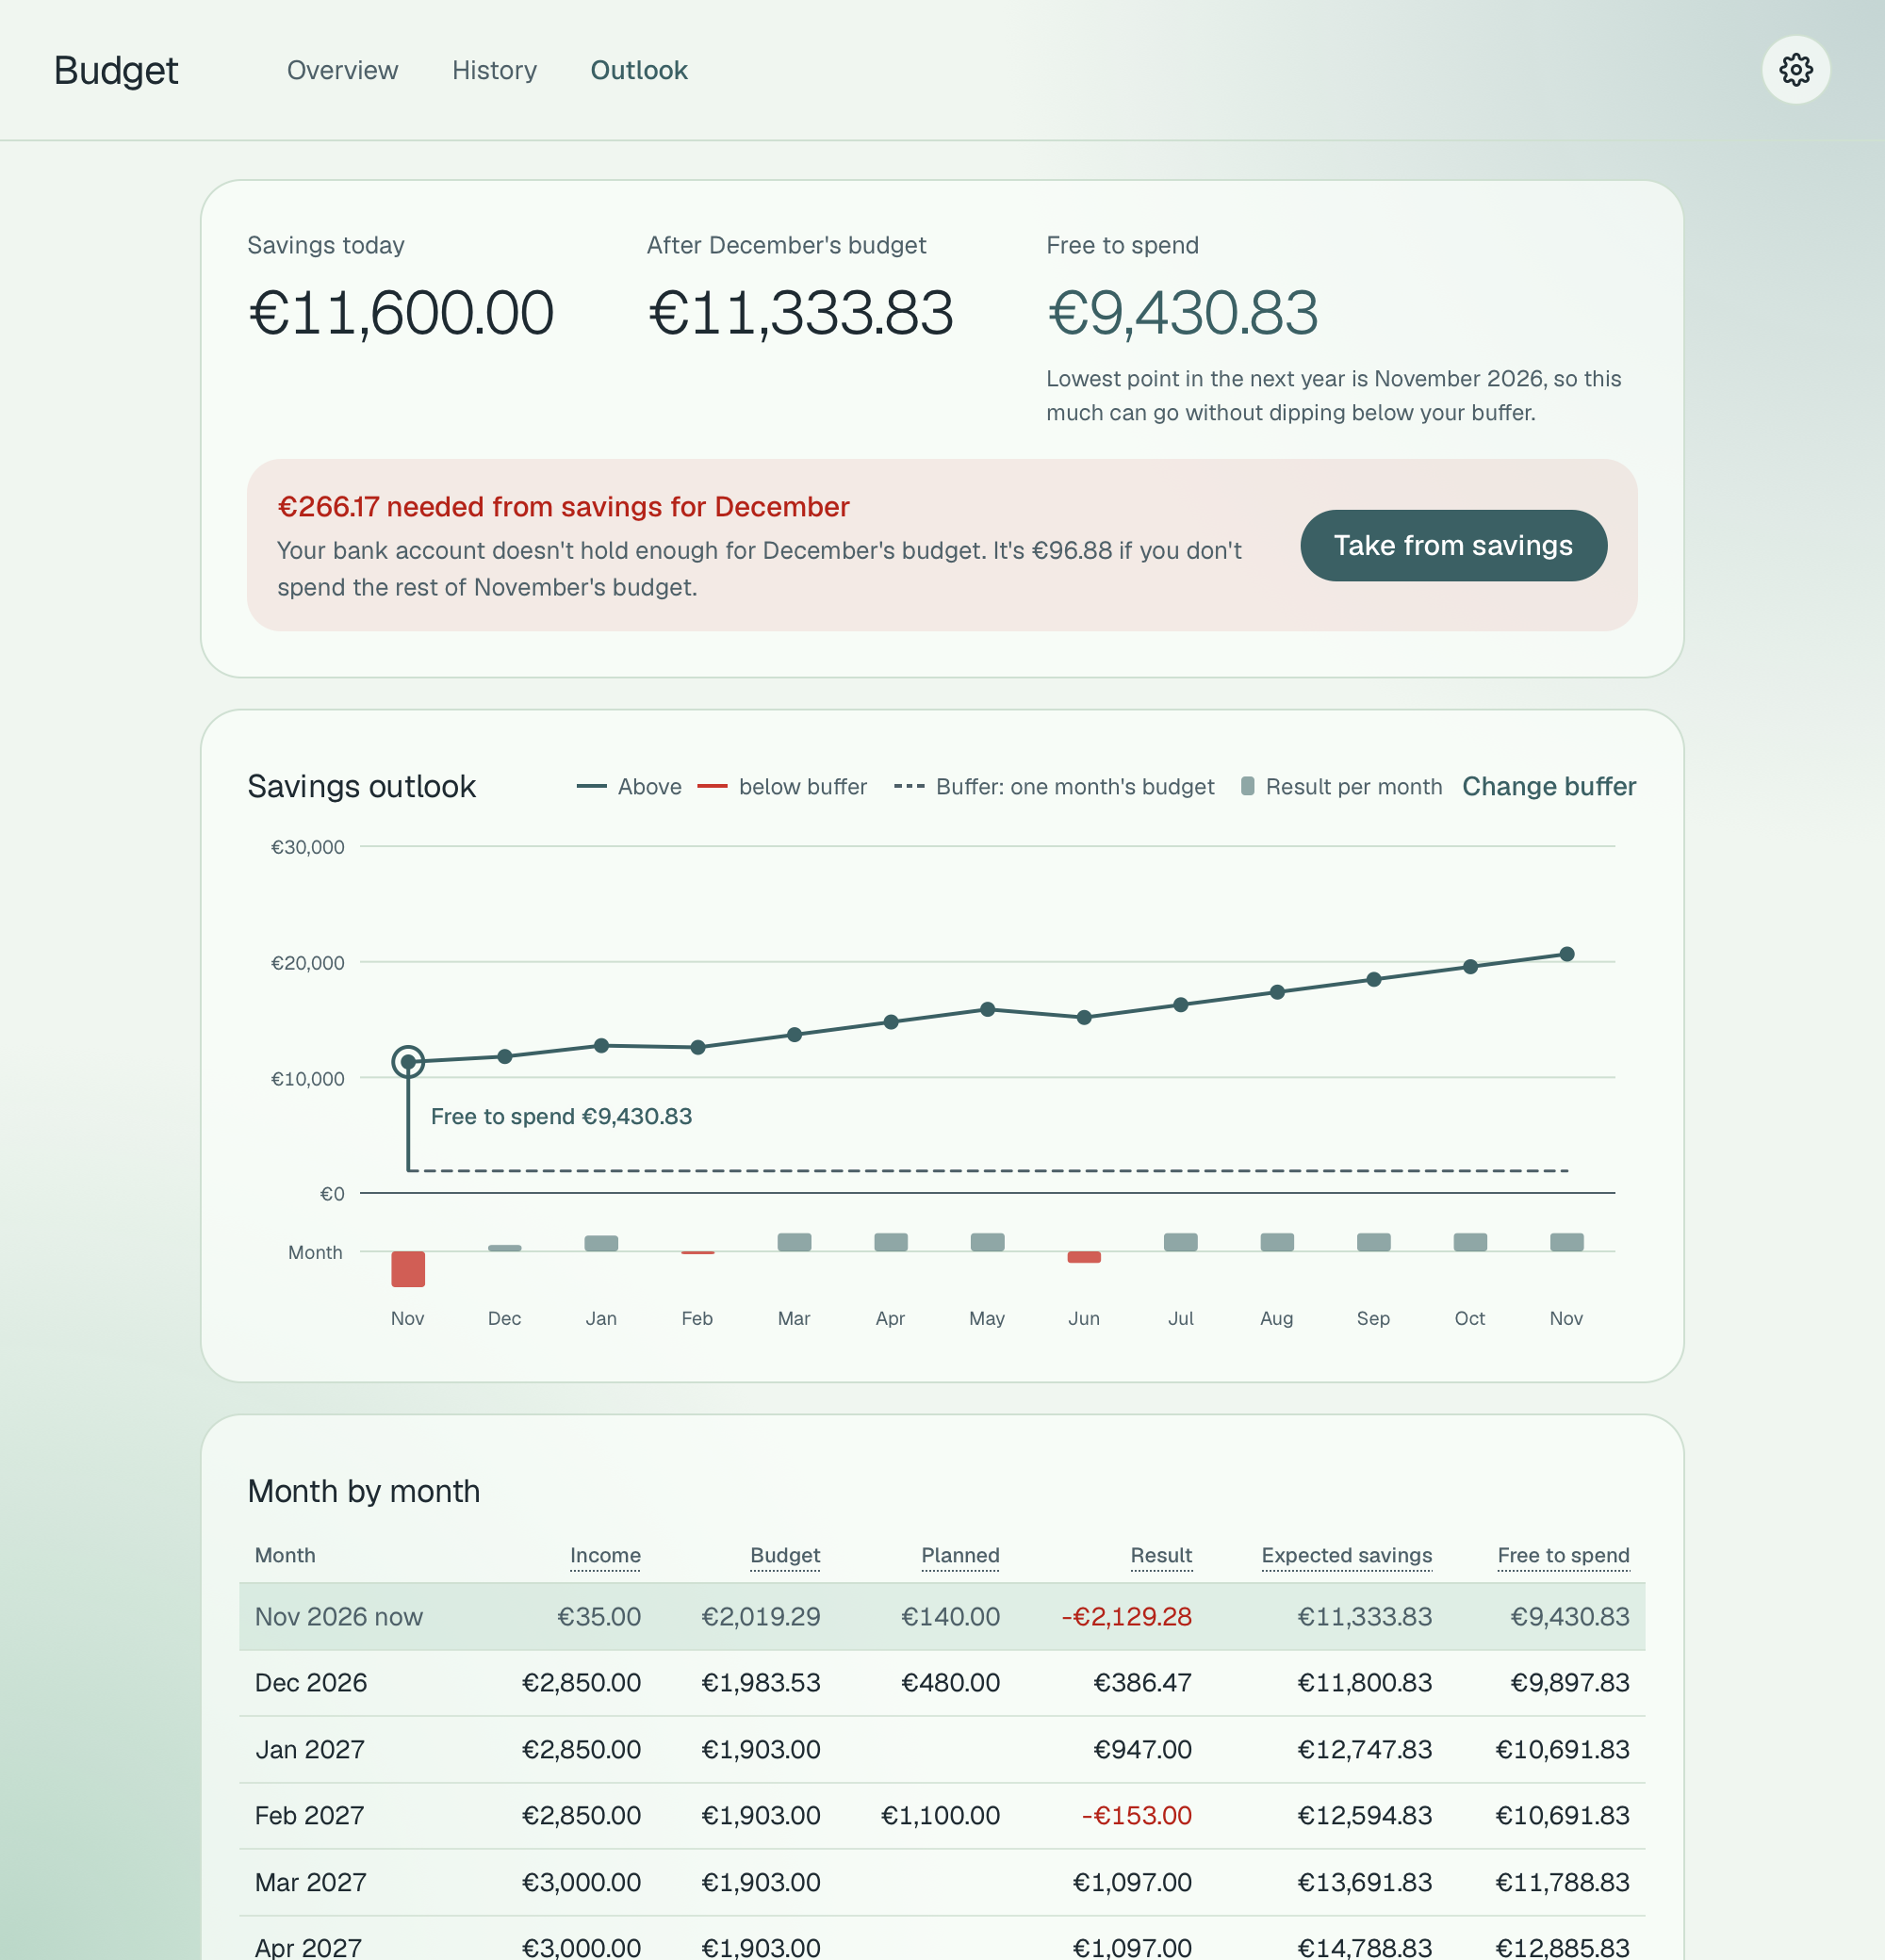 Budget
Overview
History
Outlook
Savings today
€11,600.00
After December's budget
€11,333.83
Free to spend
€9,430.83
Lowest point in the next year is November 2026, so this
much can go without dipping below your buffer.
€266.17 needed from savings for December
Your bank account doesn't hold enough for December's budget. It's €96.88 if you don't
spend the rest of November's budget.
Take from savings
Savings outlook
Above
below buffer
Buffer: one month's budget
Result per month
Change buffer
€30,000
€20,000
€10,000
Free to spend €9,430.83
€0
Month
Nov Dec Jan Feb Mar Apr May Jun Jul Aug Sep Oct Nov
Month by month
Month Income Budget Planned Result Expected savings Free to spend
Nov 2026 now €35.00 €2,019.29 €140.00 -€2,129.28 €11,333.83 €9,430.83
Dec 2026 €2,850.00 €1,983.53 €480.00 €386.47 €11,800.83 €9,897.83
Jan 2027 €2,850.00 €1,903.00 €947.00 €12,747.83 €10,691.83
Feb 2027 €2,850.00 €1,903.00 €1,100.00 -€153.00 €12,594.83 €10,691.83
Mar 2027 €3,000.00 €1,903.00 €1,097.00 €13,691.83 €11,788.83
Apr 2027 €3,000.00 €1,903.00 €1,097.00 €14,788.83 €12,885.83